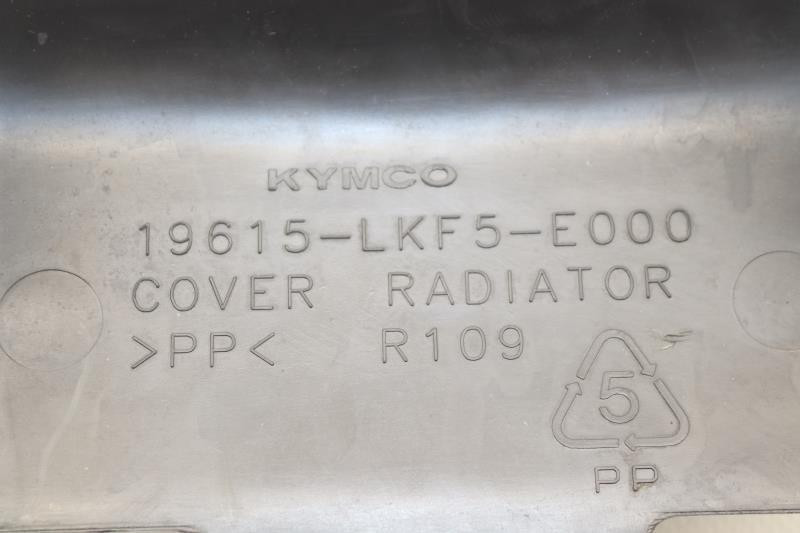 KYMCO
19615-LKF5-E000
COVER RADIATOR
>PP< R109
5
PP